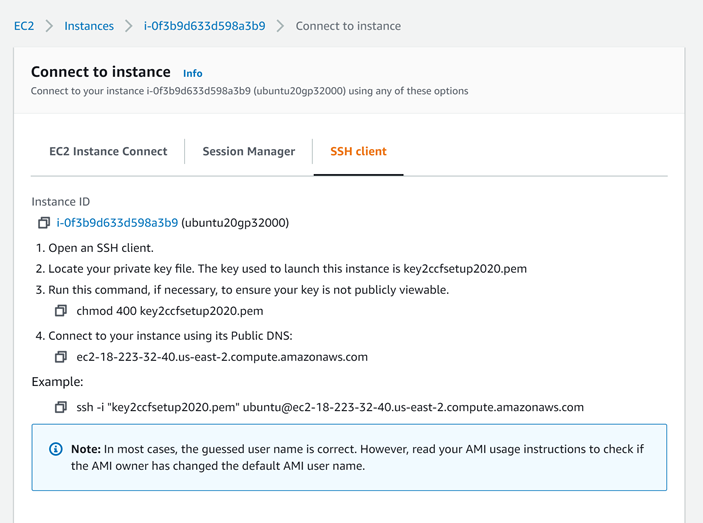 EC2 > Instances > i-0f3b9d633d598a3b9 > Connect to instance
Connect to instance Info
Connect to your instance i-0f3b9d633d598a3b9 (ubuntu20gp32000) using any of these options
EC2 Instance Connect
Session Manager
SSH client
Instance ID
i-0f3b9d633d598a3b9 (ubuntu20gp32000)
1. Open an SSH client.
2. Locate your private key file. The key used to launch this instance is key2ccfsetup2020.pem
3. Run this command, if necessary, to ensure your key is not publicly viewable.
chmod 400 key2ccfsetup2020.pem
4. Connect to your instance using its Public DNS:
ec2-18-223-32-40.us-east-2.compute.amazonaws.com
Example:
ssh -i "key2ccfsetup2020.pem" ubuntu@ec2-18-223-32-40.us-east-2.compute.amazonaws.com
Note: In most cases, the guessed user name is correct. However, read your AMI usage instructions to check if
the AMI owner has changed the default AMI user name.